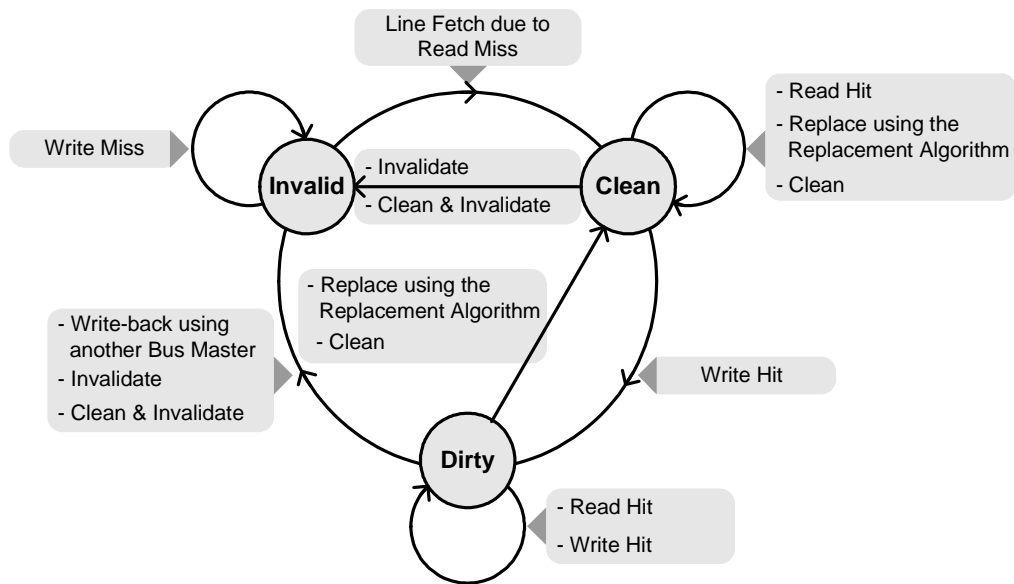 Line Fetch due to
Read Miss
- Read Hit
- Replace using the
Replacement Algorithm
- Clean
Write Miss
Invalid
- Invalidate
- Clean & Invalidate
Clean
- Replace using the
Replacement Algorithm
- Clean
- Write-back using
another Bus Master
- Invalidate
- Clean & Invalidate
Write Hit
Dirty
- Read Hit
- Write Hit